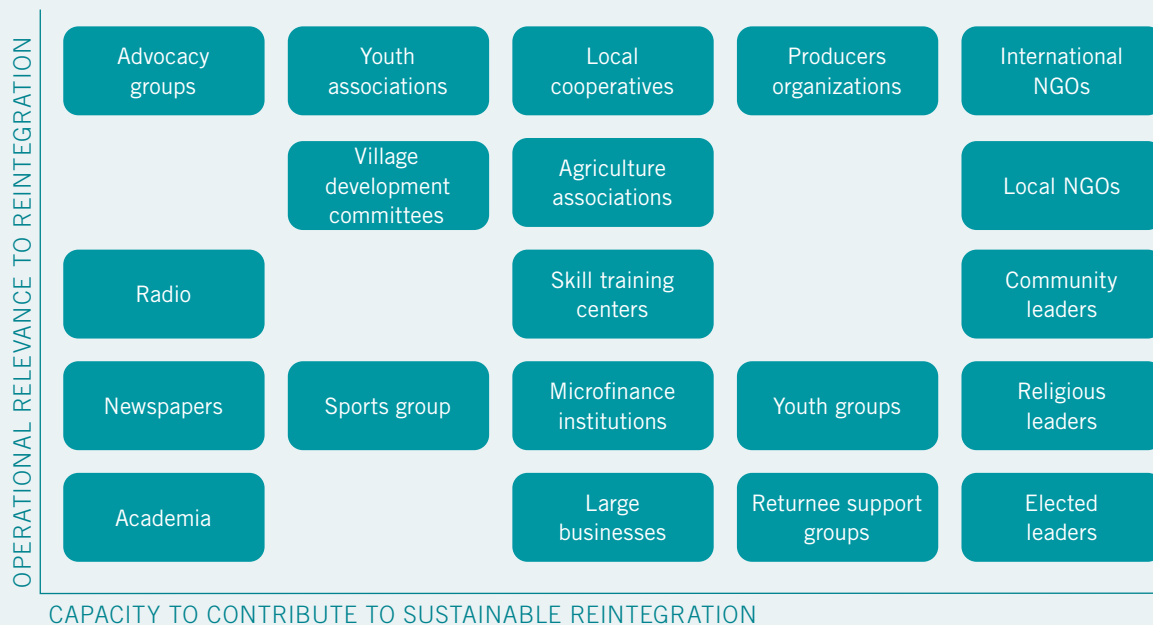 OPERATIONAL RELEVANCE TO REINTEGRATION
Advocacy
groups
Youth
associations
Local
cooperatives
Producers
organizations
International
NGOs
Village
development
committees
Agriculture
associations
Local NGOs
Radio
Skill training
centers
Community
leaders
Newspapers
Sports group
Microfinance
institutions
Youth groups
Religious
leaders
Academia
Large
businesses
Returnee support
groups
Elected
leaders
CAPACITY TO CONTRIBUTE TO SUSTAINABLE REINTEGRATION